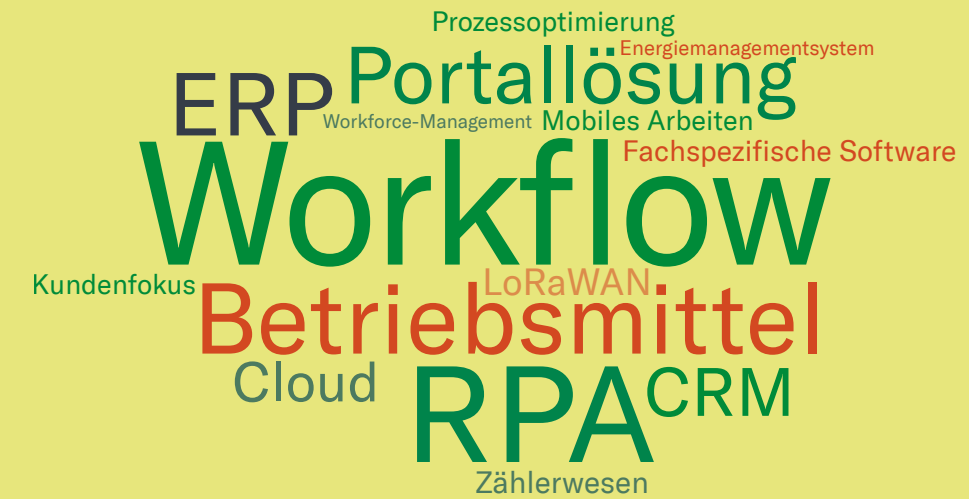 Prozessoptimierung
Energiemanagementsystem
Portallösung
ERP
Workforce-Management
Mobiles Arbeiten
Fachspezifische Software
Workflow
Kundenfokus
LoRaWAN
Betriebsmittel
Cloud
RPA
CRM
Zählerwesen